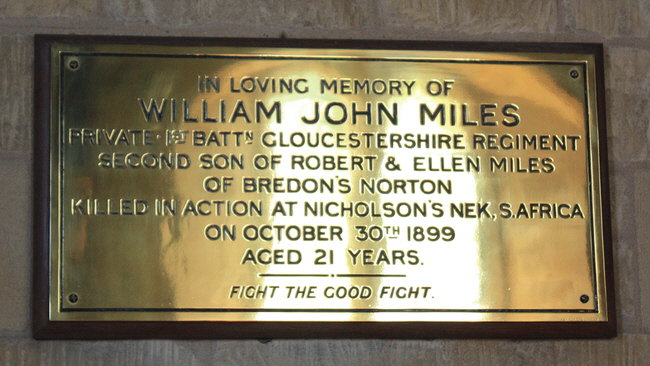 IN LOVING MEMORY OF
WILLIAM JOHN MILES
PRIVATE · 1ST BATTN GLOUCESTERSHIRE REGIMENT
SECOND SON OF ROBERT & ELLEN MILES
OF BREDON'S NORTON
KILLED IN ACTION AT NICHOLSON'S NEK, S.AFRICA
ON OCTOBER 30TH 1899
AGED 21 YEARS.
FIGHT THE GOOD FIGHT.